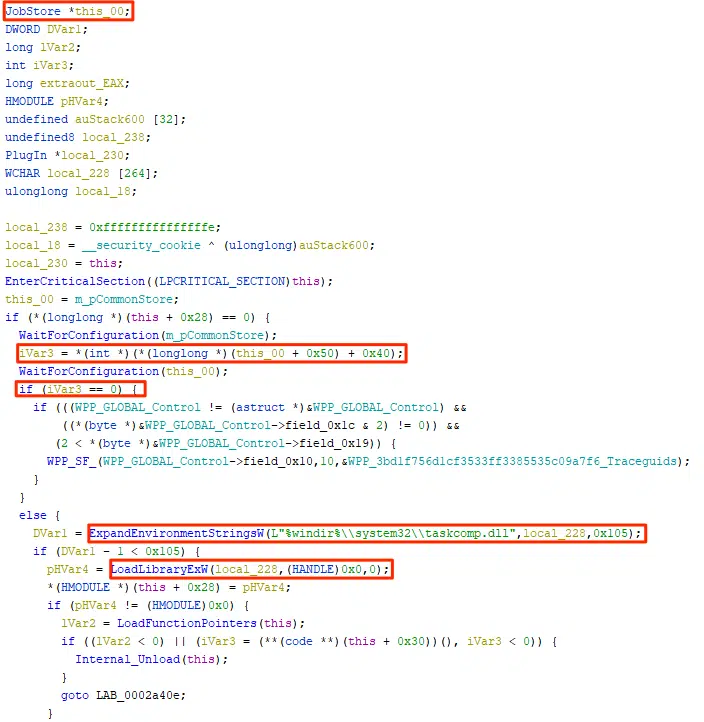 JobStore *this_00;
DWORD DVar1;
long lVar2;
int iVar3;
long extraout_EAX;
HMODULE pHVar4;
undefined auStack600 [32];
undefined8 local_238;
PlugIn *local_230;
WCHAR local_228 [264];
ulonglong local_18;
local_238 = 0xfffffffffffffffe;
local_18 = __security_cookie ^ (ulonglong)auStack600;
local_230 = this;
EnterCriticalSection((LPCRITICAL_SECTION)this);
this_00 = m_pCommonStore;
if (*(longlong *)(this + 0x28) == 0) {
WaitForConfiguration(m_pCommonStore);
iVar3 = *(int *)(*(longlong *)(this_00 + 0x50) + 0x40);
WaitForConfiguration(this_00);
if (iVar3 == 0) {
if (((WPP_GLOBAL_Control != (astruct *)&WPP_GLOBAL_Control) &&
((*(byte *)&WPP_GLOBAL_Control->field_0x1c & 2) != 0)) &&
(2 < *(byte *)&WPP_GLOBAL_Control->field_0x19)) {
WPP_SF_(WPP_GLOBAL_Control->field_0x10,10,&WPP_3bd1f756d1cf3533ff3385535c09a7f6_Traceguids);
}
}
else {
DVar1 = ExpandEnvironmentStringsW(L"%windir%\\system32\\taskcomp.dll",local_228,0x105);
if (DVar1 - 1 < 0x105) {
pHVar4 = LoadLibraryExW(local_228,(HANDLE)0x0,0);
*(HMODULE *)(this + 0x28) = pHVar4;
if (pHVar4 != (HMODULE)0x0) {
lVar2 = LoadFunctionPointers(this);
if ((lVar2 < 0) || (iVar3 = (**(code **)(this + 0x30))(), iVar3 < 0)) {
Internal_Unload(this);
}
goto LAB_0002a40e;
}